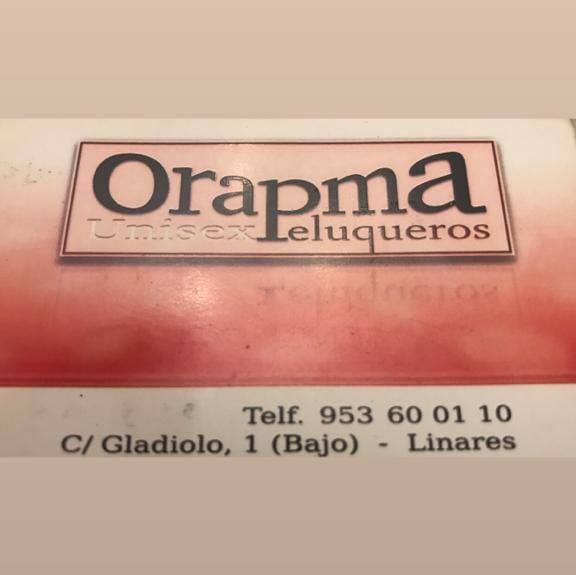 Orapma
Unisex Peluqueros
Telf. 953 60 01 10
C/ Gladiolo, 1 (Bajo) - Linares